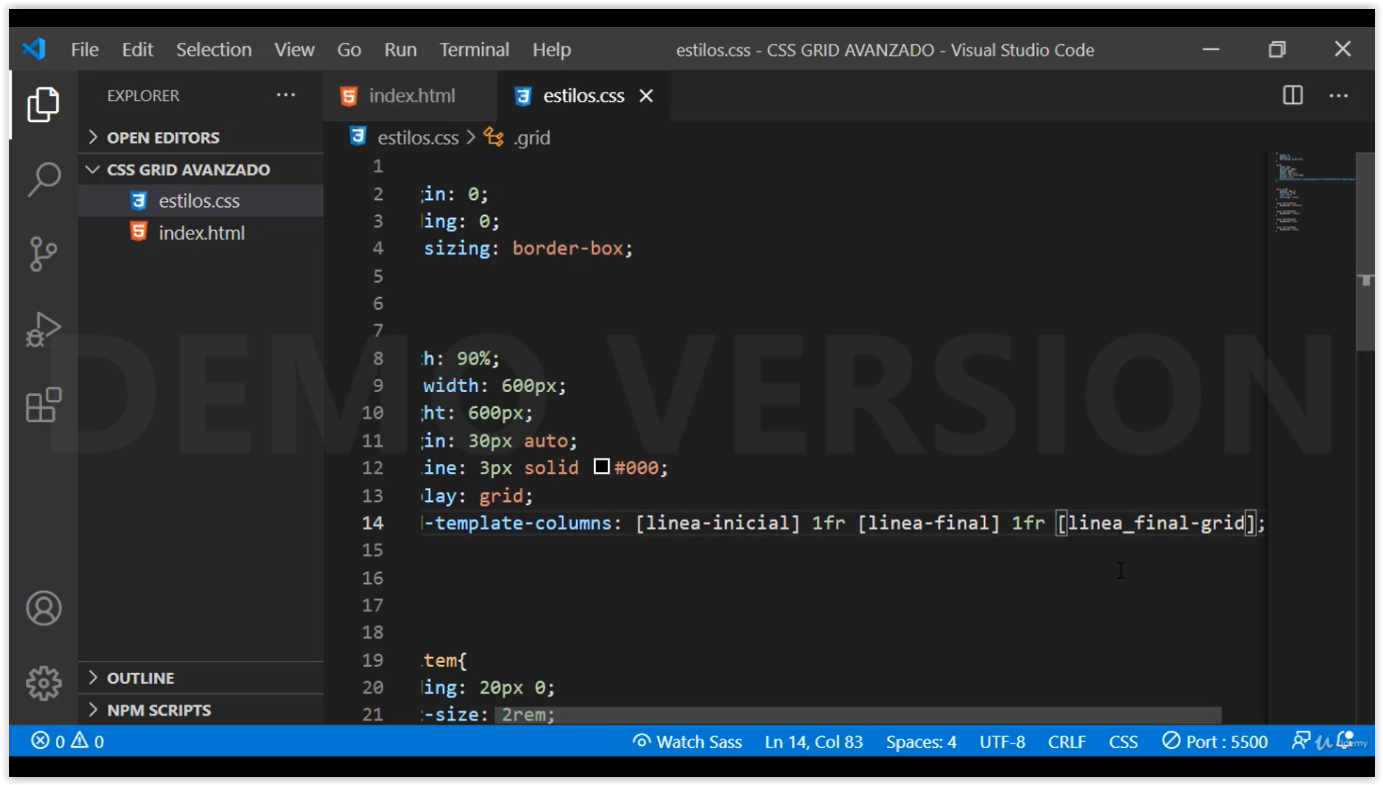 File Edit Selection View Go Run Terminal Help estilos.css - CSS GRID AVANZADO - Visual Studio Code
EXPLORER ···
index.html
estilos.css
OPEN EDITORS
estilos.css > .grid
CSS GRID AVANZADO
estilos.css
index.html
1
2 in: 0;
3 ing: 0;
4 sizing: border-box;
5
6
7
8 h: 90%;
9 width: 600px;
10 ht: 600px;
11 in: 30px auto;
12 ine: 3px solid #000;
13 lay: grid;
14 -template-columns: [linea-inicial] 1fr [linea-final] 1fr [linea_final-grid];
15
16
17
18
19 tem{
20 ing: 20px 0;
21 -size: 2rem;
DEMO VERSION
OUTLINE
NPM SCRIPTS
0 0 Watch Sass Ln 14, Col 83 Spaces: 4 UTF-8 CRLF CSS Port : 5500